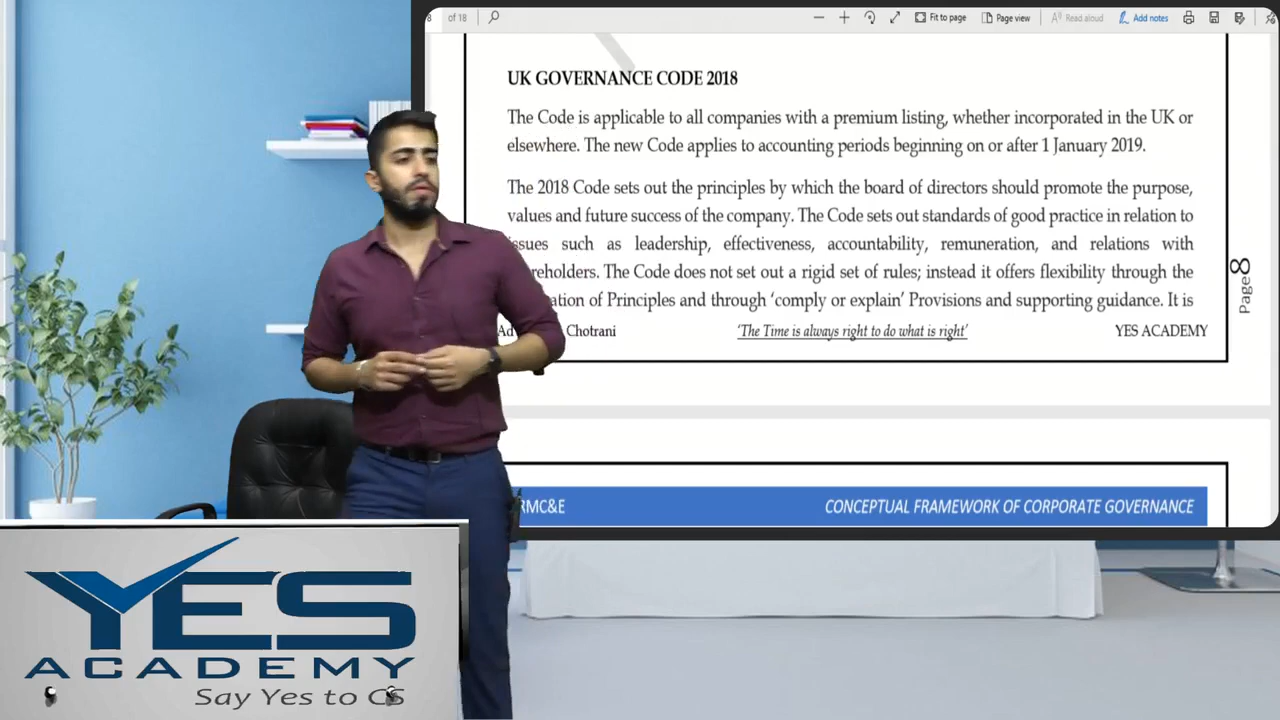 8 of 18
Fit to page
Page view
Read aloud
Add notes
UK GOVERNANCE CODE 2018
The Code is applicable to all companies with a premium listing, whether incorporated in the UK or
elsewhere. The new Code applies to accounting periods beginning on or after 1 January 2019.
The 2018 Code sets out the principles by which the board of directors should promote the purpose,
values and future success of the company. The Code sets out standards of good practice in relation to
issues such as leadership, effectiveness, accountability, remuneration, and relations with
The Code does not set out a rigid set of rules; instead it offers flexibility through the
of Principles and through ‘comply or explain’ Provisions and supporting guidance. It is
Chotrani ‘The Time is always right to do what is right’ YES ACADEMY
Page8
CONCEPTUAL FRAMEWORK OF CORPORATE GOVERNANCE
YES
ACADEMY
Say Yes to CS